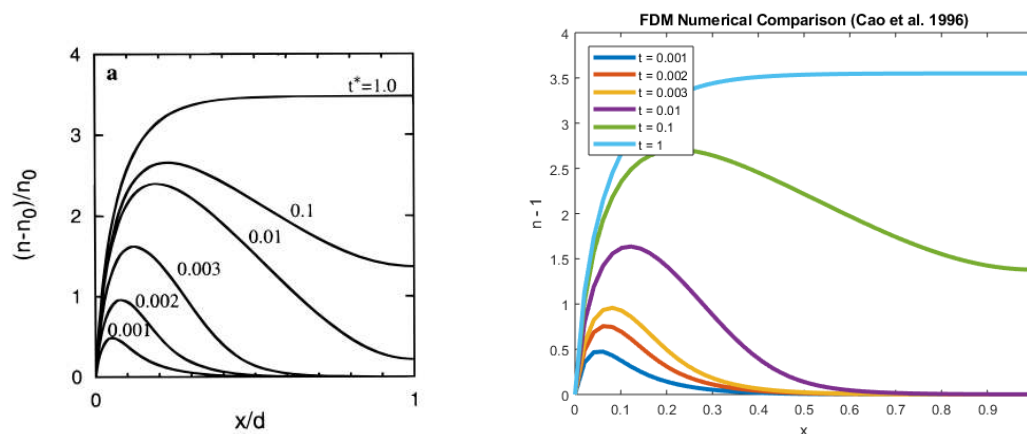 a
t*=1.0
0.1
0.01
0.003
0.002
0.001
4
3
2
1
0
(n-n0)/n0
0
1
x/d
FDM Numerical Comparison (Cao et al. 1996)
t = 0.001
t = 0.002
t = 0.003
t = 0.01
t = 0.1
t = 1
4
3.5
3
2.5
2
1.5
1
0.5
0
n - 1
0 0.1 0.2 0.3 0.4 0.5 0.6 0.7 0.8 0.9
x